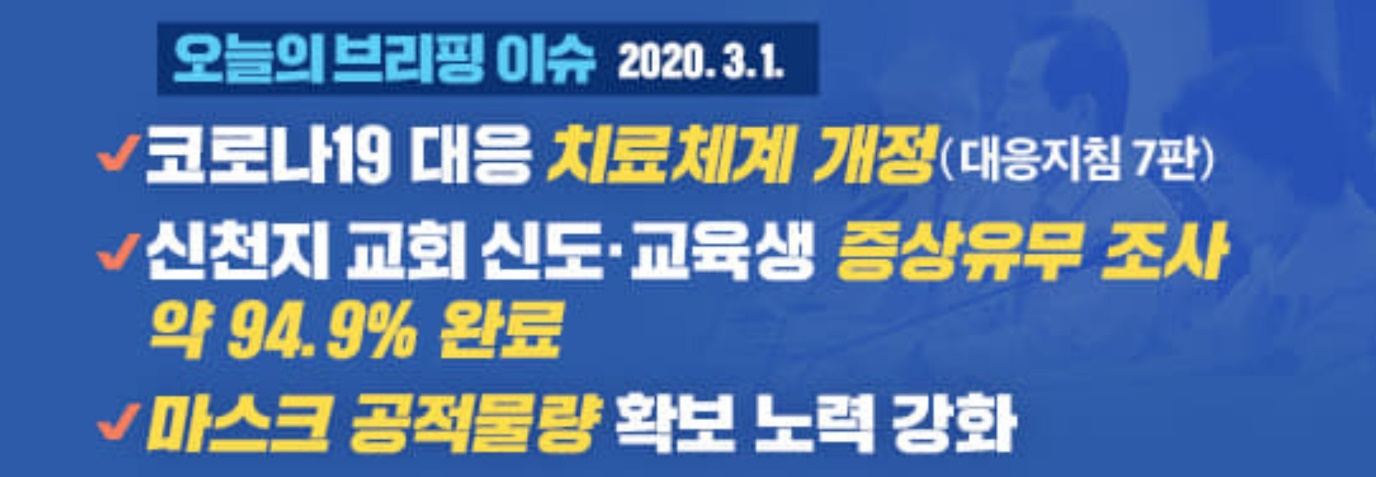 오늘의 브리핑 이슈 2020. 3. 1.
코로나19 대응 치료체계 개정(대응지침 7판)
신천지 교회 신도·교육생 증상유무 조사
약 94.9% 완료
마스크 공적물량 확보 노력 강화